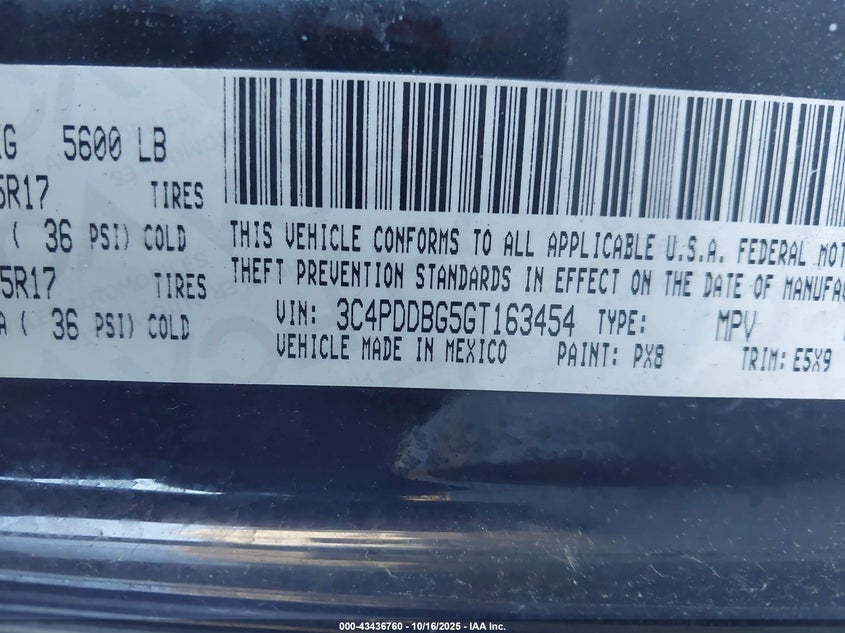 KG 5600 LB
5R17 TIRES
( 36 PSI) COLD
5R17 TIRES
A ( 36 PSI) COLD
THIS VEHICLE CONFORMS TO ALL APPLICABLE U.S.A. FEDERAL MOT
THEFT PREVENTION STANDARDS IN EFFECT ON THE DATE OF MANUFA
VIN: 3C4PDDBG5GT163454 TYPE: MPV
VEHICLE MADE IN MEXICO PAINT: PX8 TRIM: E5X9
000-43436760 - 10/16/2025 - IAA Inc.